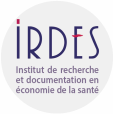 IRDES
Institut de recherche
et documentation en
économie de la santé